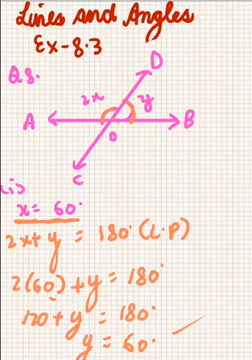 Lines and Angles
Ex-8.3
Q8.
D
2x
y
A
B
O
C
(i)
x = 60°
2x + y = 180° (L.P)
2(60) + y = 180°
120 + y = 180°
y = 60°